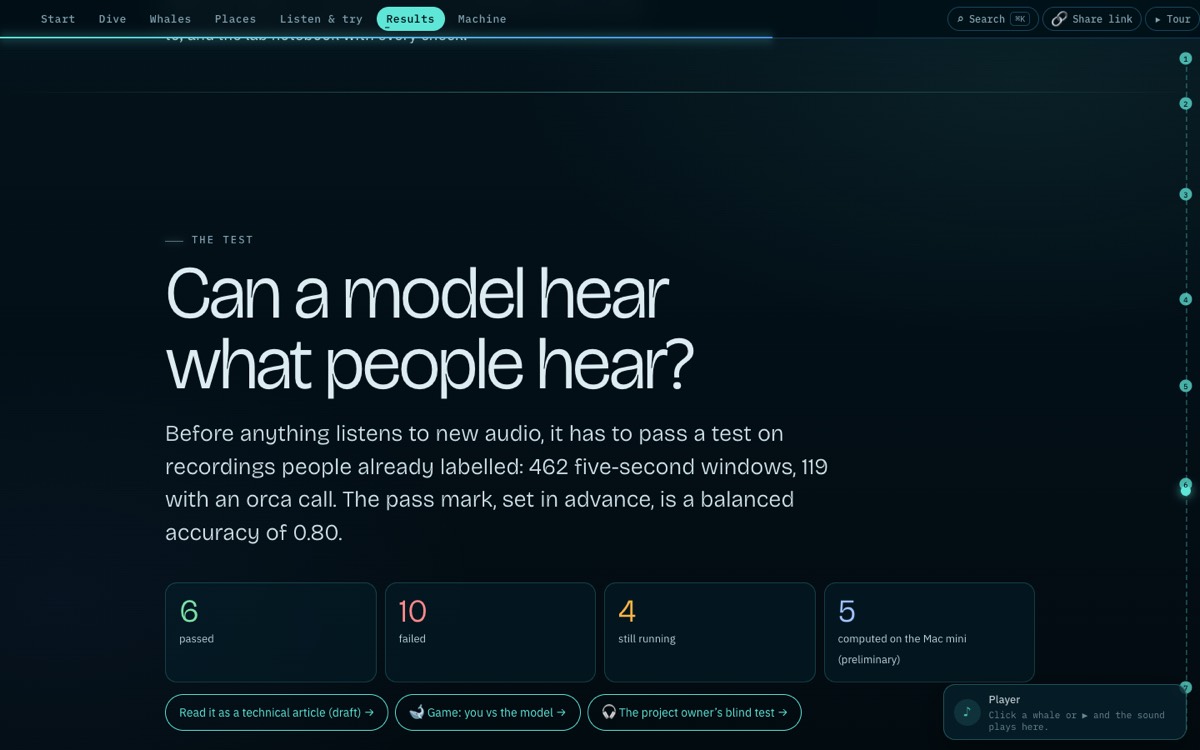 Start Dive Whales Places Listen & try Results Machine Search ⌘K Share link ▸ Tour
THE TEST
Can a model hear
what people hear?
Before anything listens to new audio, it has to pass a test on
recordings people already labelled: 462 five-second windows, 119
with an orca call. The pass mark, set in advance, is a balanced
accuracy of 0.80.
6
passed
10
failed
4
still running
5
computed on the Mac mini
(preliminary)
Read it as a technical article (draft) →
Game: you vs the model →
The project owner's blind test →
Player
Click a whale or ▶ and the sound
plays here.
1
2
3
4
5
6
7